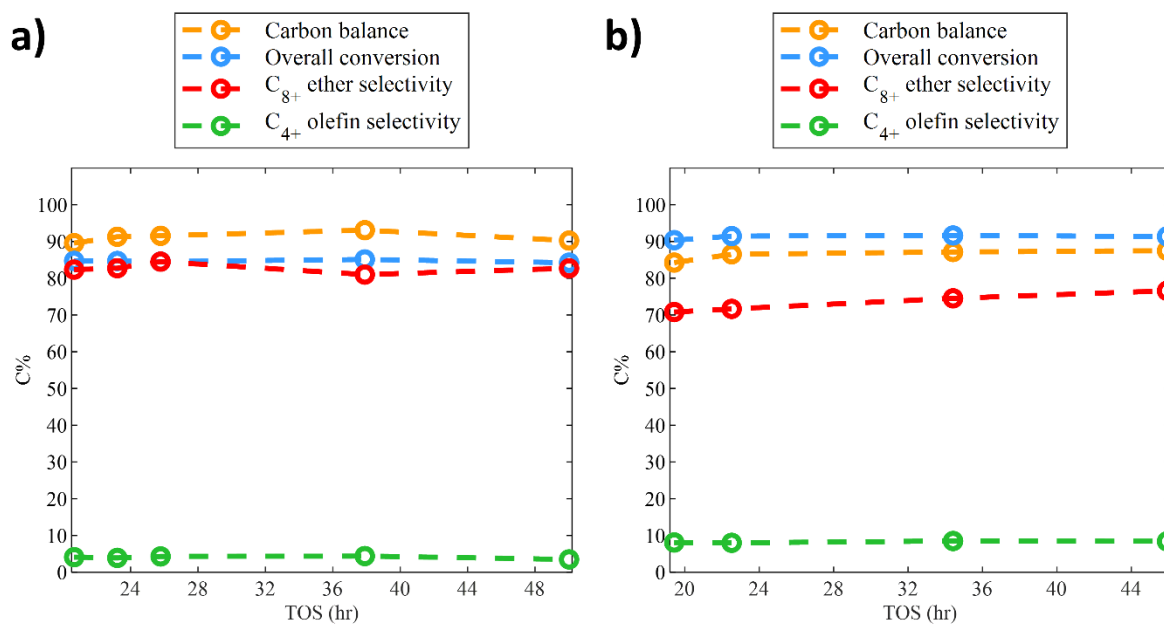 a)
Carbon balance
Overall conversion
C8+ ether selectivity
C4+ olefin selectivity
100
90
80
70
60
50
40
30
20
10
0
C%
24 28 32 36 40 44 48
TOS (hr)
b)
Carbon balance
Overall conversion
C8+ ether selectivity
C4+ olefin selectivity
100
90
80
70
60
50
40
30
20
10
0
C%
20 24 28 32 36 40 44
TOS (hr)